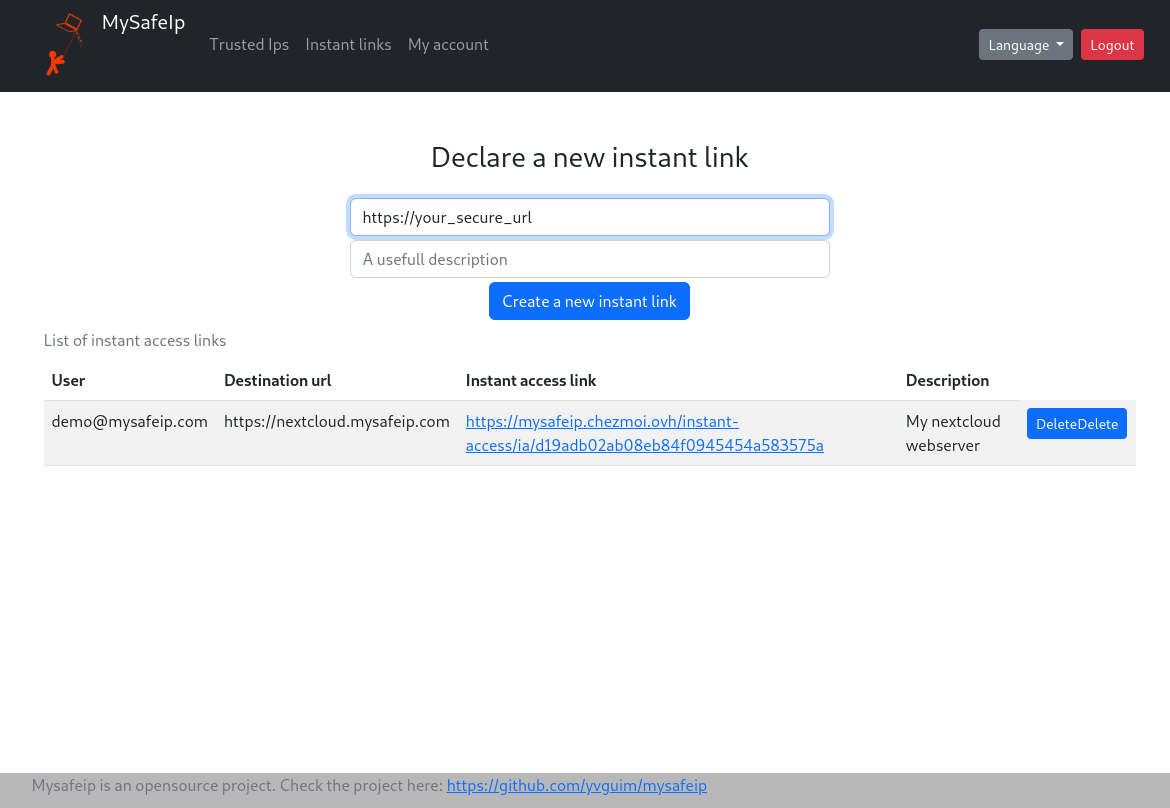 MySafeIp
Trusted Ips Instant links My account
Language Logout
Declare a new instant link
https://your_secure_url
A usefull description
Create a new instant link
List of instant access links
User Destination url Instant access link Description
demo@mysafeip.com https://nextcloud.mysafeip.com https://mysafeip.chezmoi.ovh/instant- My nextcloud DeleteDelete
access/ia/d19adb02ab08eb84f0945454a583575a webserver
Mysafeip is an opensource project. Check the project here: https://github.com/yvguim/mysafeip